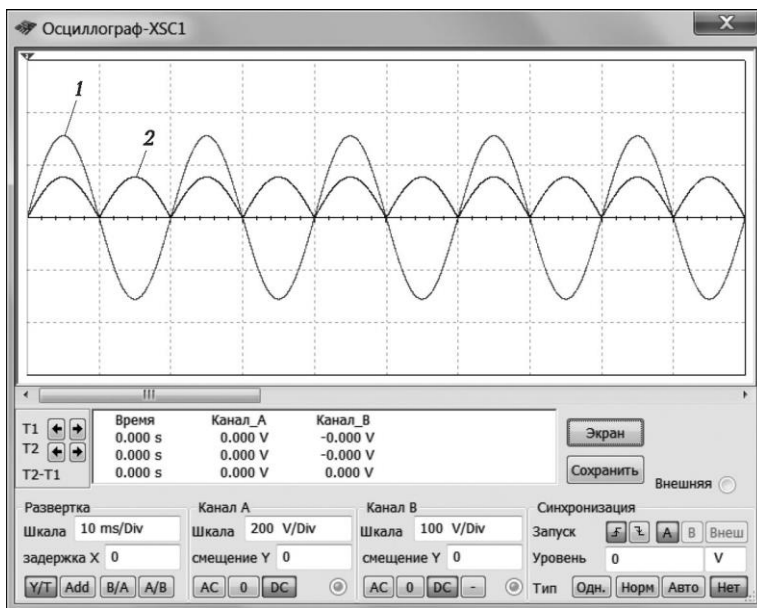 Осциллограф-XSC1
1
2
T1
T2
T2-T1
Время Канал_A Канал_B
0.000 s 0.000 V -0.000 V
0.000 s 0.000 V -0.000 V
0.000 s 0.000 V 0.000 V
Экран
Сохранить
Внешняя
Развертка
Шкала 10 ms/Div
задержка X 0
Y/T Add B/A A/B
Канал A
Шкала 200 V/Div
смещение Y 0
AC 0 DC
Канал B
Шкала 100 V/Div
смещение Y 0
AC 0 DC -
Синхронизация
Запуск A B Внеш
Уровень 0 V
Тип Одн. Норм Авто Нет